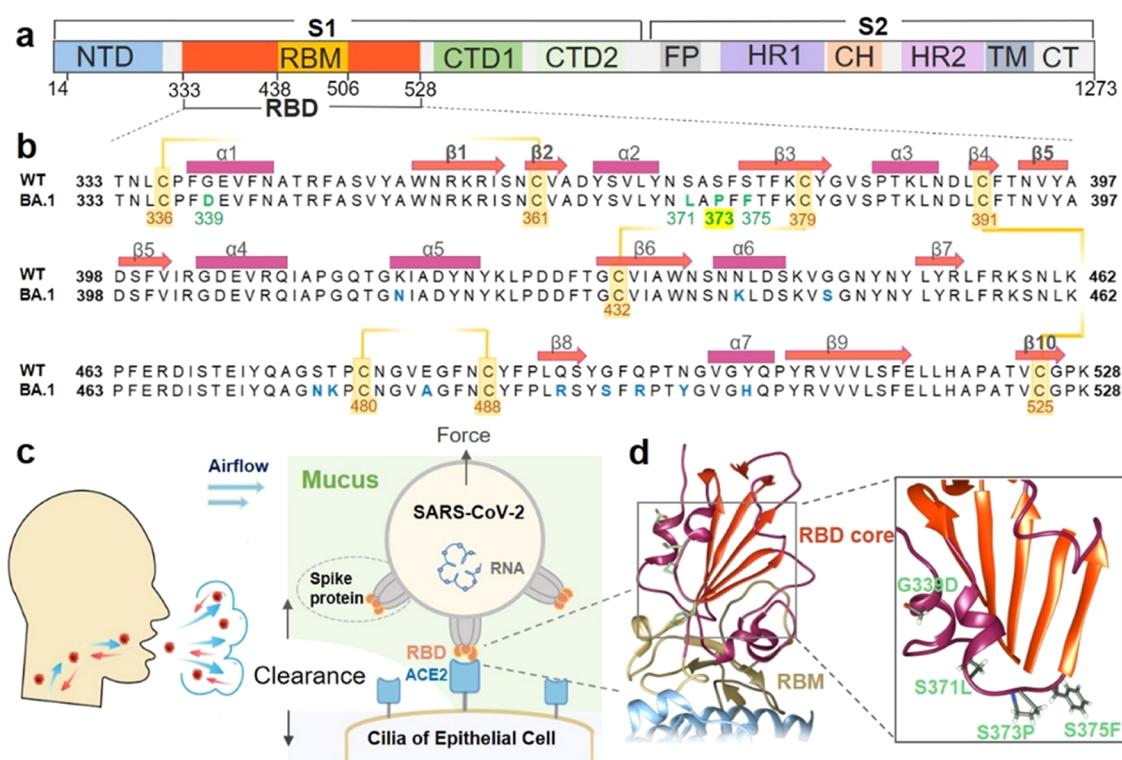 a
S1 S2
NTD RBM CTD1 CTD2 FP HR1 CH HR2 TM CT
14 333 438 506 528 1273
RBD
b
α1 β1 β2 α2 β3 α3 β4 β5
WT 333 TNLCPFGEVFNATRFASVYAWNRKRISNCVADYSVLYNSASFSTFKCYGVSPTKLNDLCFTNVYA 397
BA.1 333 TNLCPFDEVFNATRFASVYAWNRKRISNCVADYSVLYNLAPFFTFKCYGVSPTKLNDLCFTNVYA 397
336 339 361 371 373 375 379 391
β5 α4 α5 β6 α6 β7
WT 398 DSFVIRGDEVRQIAPGQTGKIADYNYKLPDDFTGCVIAWNSNNLDSKVGGNYNYLYRLFRKSNLK 462
BA.1 398 DSFVIRGDEVRQIAPGQTGNIADYNYKLPDDFTGCVIAWNSNKLDSKVSGNYNYLYRLFRKSNLK 462
432
β8 α7 β9 β10
WT 463 PFERDISTEIYQAGSTPCNGVEGFNCYFPLQSYGFQPTNGVGYQPYRVVVLSFELLHAPATVCGPK 528
BA.1 463 PFERDISTEIYQAGNKPCNGVAGFNCYFPLRSYSFRPTYGVGHQPYRVVVLSFELLHAPATVCGPK 528
480 488 525
c
Airflow
Force
Mucus
SARS-CoV-2
RNA
Spike
protein
RBD
ACE2
Clearance
Cilia of Epithelial Cell
d
RBD core
RBM
G339D
S371L
S373P
S375F